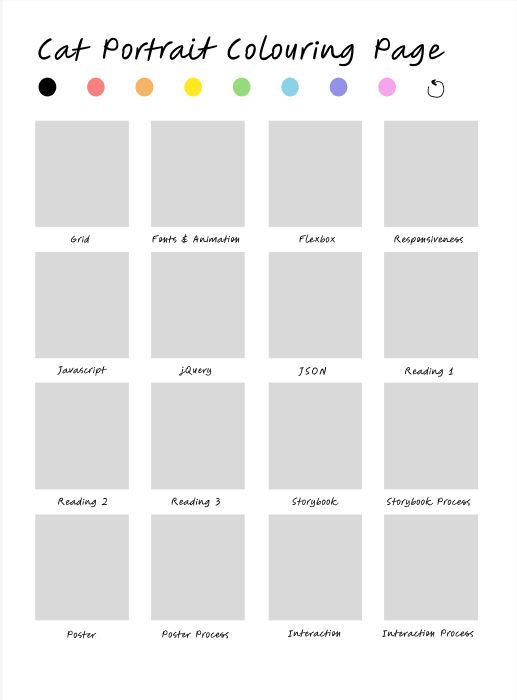 Cat Portrait Colouring Page
Grid
Fonts & Animation
Flexbox
Responsiveness
Javascript
jQuery
JSON
Reading 1
Reading 2
Reading 3
Storybook
Storybook Process
Poster
Poster Process
Interaction
Interaction Process